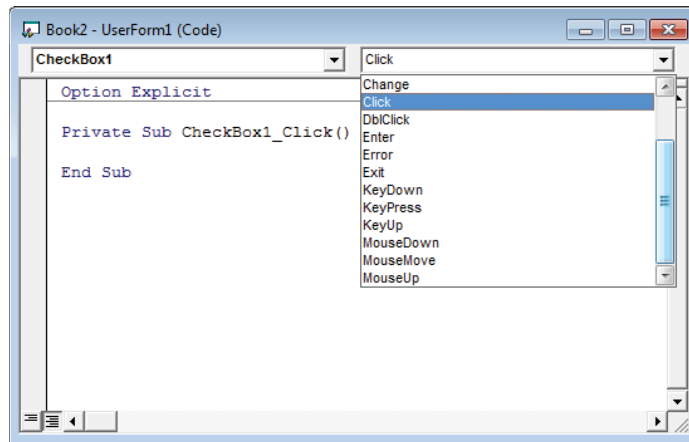 Book2 - UserForm1 (Code)
CheckBox1 Click
Option Explicit
Private Sub CheckBox1_Click()
End Sub
Change
Click
DblClick
Enter
Error
Exit
KeyDown
KeyPress
KeyUp
MouseDown
MouseMove
MouseUp